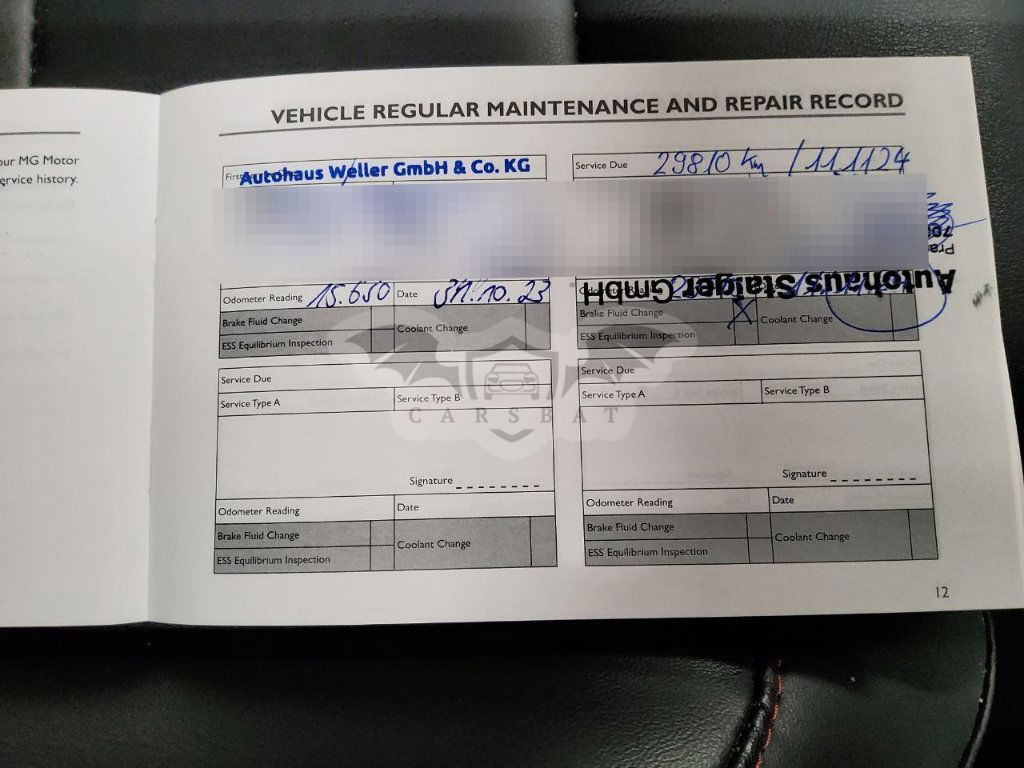 our MG Motor
ervice history.
VEHICLE REGULAR MAINTENANCE AND REPAIR RECORD
Autohaus Weller GmbH & Co. KG
Odometer Reading 15.650 Date 31.10.23
Brake Fluid Change
Coolant Change
ESS Equilibrium Inspection
Service Due 29810 Km
Autohaus Staiger GmbH
Brake Fluid Change X
Coolant Change
ESS Equilibrium Inspection
Service Due
Service Type A Service Type B
Signature
Odometer Reading Date
Brake Fluid Change
Coolant Change
ESS Equilibrium Inspection
Service Due
Service Type A Service Type B
Signature
Odometer Reading Date
Brake Fluid Change
Coolant Change
ESS Equilibrium Inspection
CARSBAT
12